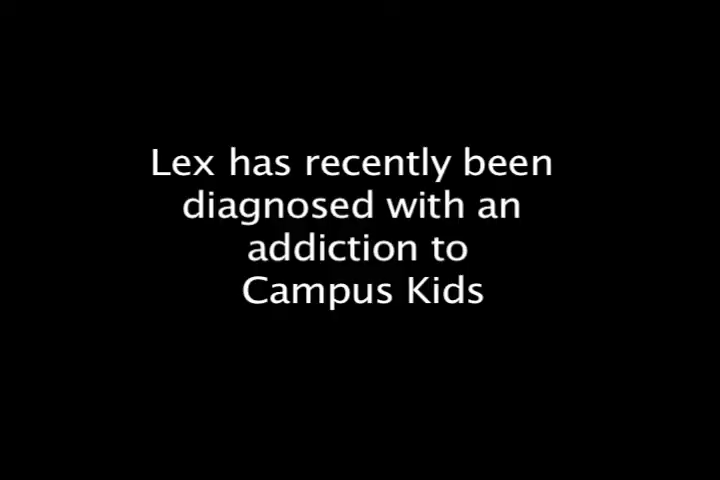 Lex has recently been
diagnosed with an
addiction to
Campus Kids